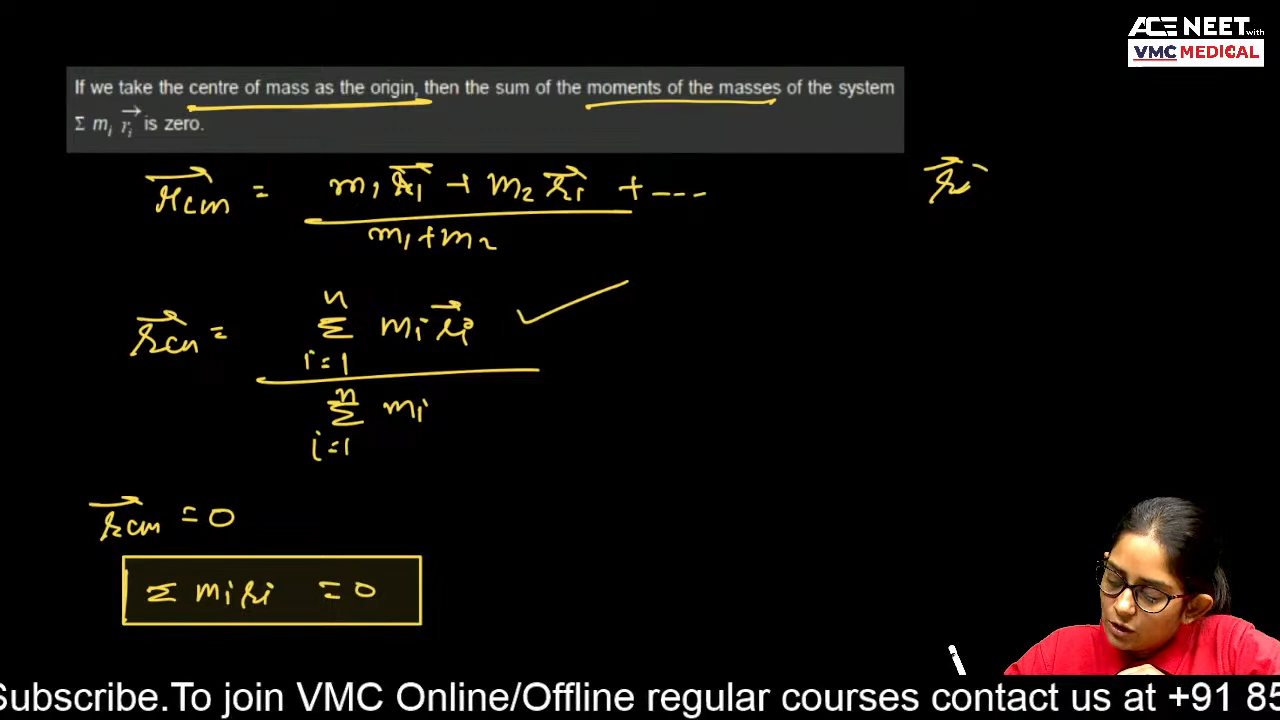 ACE NEET with
VMC MEDICAL
If we take the centre of mass as the origin, then the sum of the moments of the masses of the system
Σ mᵢ r⃗ᵢ is zero.
r⃗cm = m₁r⃗₁ + m₂r⃗₁ + ---
m₁ + m₂
r⃗cm = n Σ i=1 mᵢ r⃗ᵢ
n Σ i=1 mᵢ
r⃗cm = 0
Σ mᵢrᵢ = 0
Subscribe.To join VMC Online/Offline regular courses contact us at +91 85